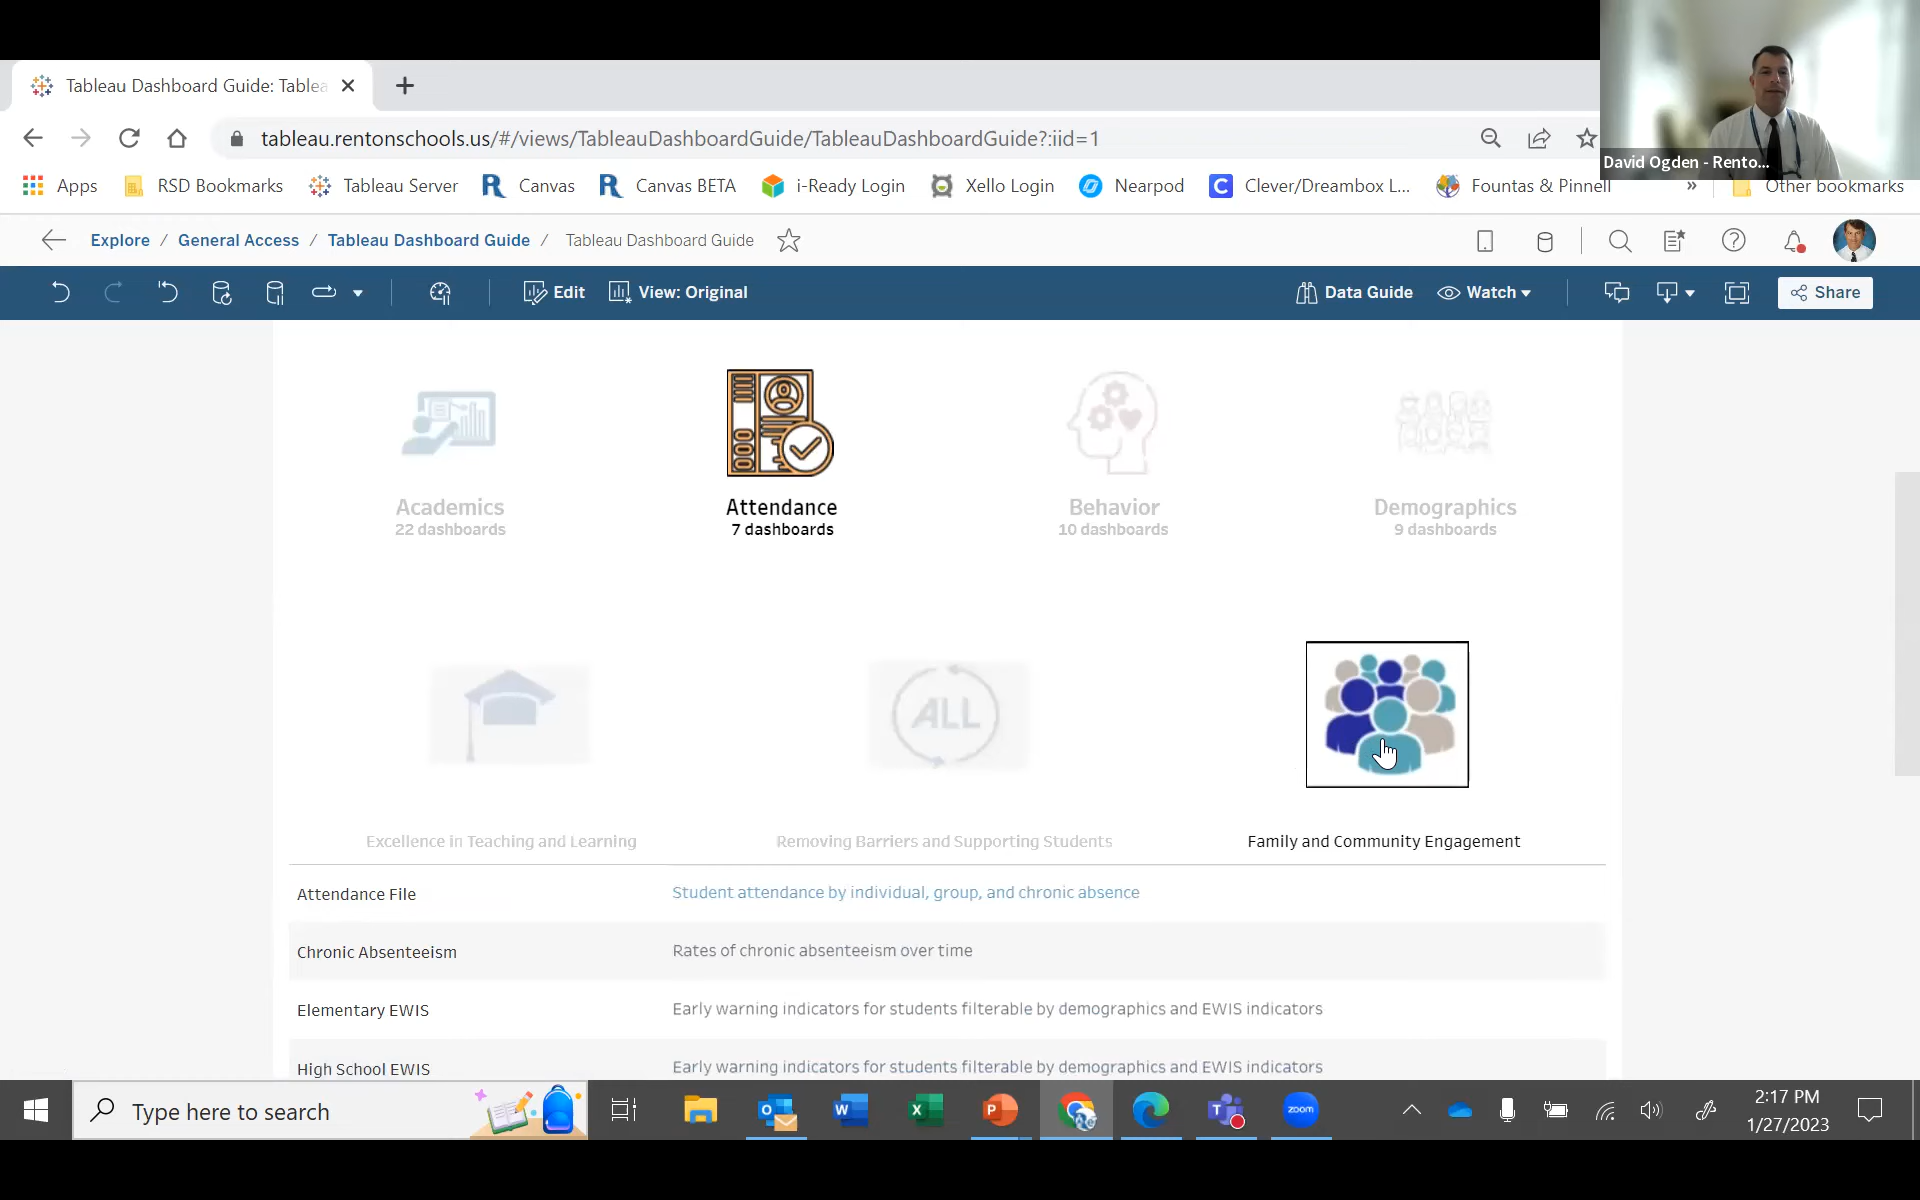 Tableau Dashboard Guide: Tablea
tableau.rentonschools.us/#/views/TableauDashboardGuide/TableauDashboardGuide?:iid=1
David Ogden - Rento...
Apps RSD Bookmarks Tableau Server Canvas Canvas BETA i-Ready Login Xello Login Nearpod Clever/Dreambox L... Fountas & Pinnell » Other bookmarks
Explore / General Access / Tableau Dashboard Guide / Tableau Dashboard Guide
Edit View: Original Data Guide Watch Share
Academics
22 dashboards
Attendance
7 dashboards
Behavior
10 dashboards
Demographics
9 dashboards
ALL
Excellence in Teaching and Learning
Removing Barriers and Supporting Students
Family and Community Engagement
Attendance File Student attendance by individual, group, and chronic absence
Chronic Absenteeism Rates of chronic absenteeism over time
Elementary EWIS Early warning indicators for students filterable by demographics and EWIS indicators
High School EWIS Early warning indicators for students filterable by demographics and EWIS indicators
Type here to search
zoom
2:17 PM
1/27/2023